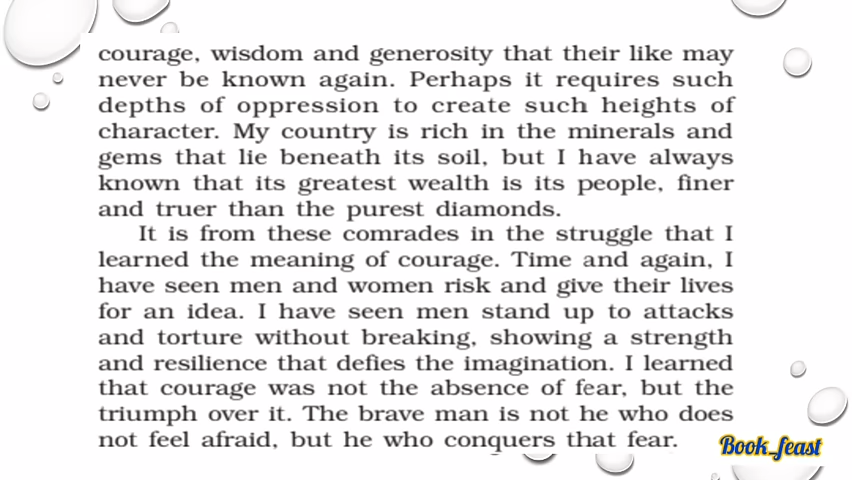 courage, wisdom and generosity that their like may
never be known again. Perhaps it requires such
depths of oppression to create such heights of
character. My country is rich in the minerals and
gems that lie beneath its soil, but I have always
known that its greatest wealth is its people, finer
and truer than the purest diamonds.
It is from these comrades in the struggle that I
learned the meaning of courage. Time and again, I
have seen men and women risk and give their lives
for an idea. I have seen men stand up to attacks
and torture without breaking, showing a strength
and resilience that defies the imagination. I learned
that courage was not the absence of fear, but the
triumph over it. The brave man is not he who does
not feel afraid, but he who conquers that fear.
Book_feast